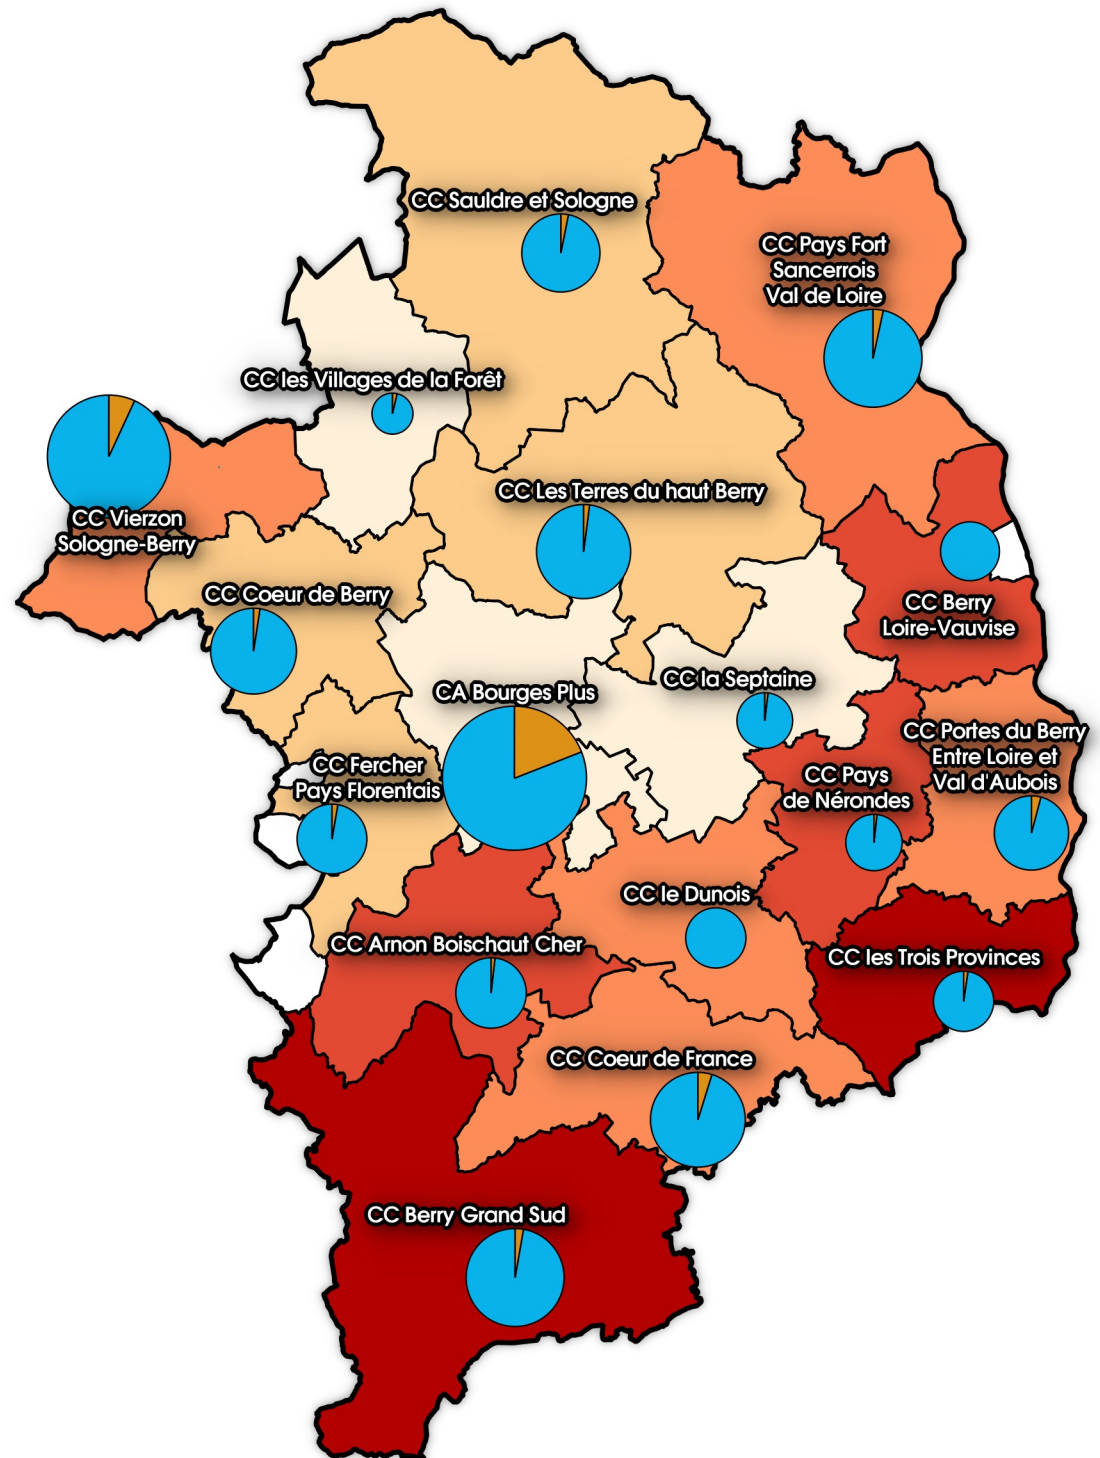 CC Sauldre et Sologne
CC Pays Fort
Sancerrois
Val de Loire
CC les Villages de la Forêt
CC Les Terres du haut Berry
CC Vierzon
Sologne-Berry
CC Coeur de Berry
CC Berry
Loire-Vauvise
CC la Septaine
CA Bourges Plus
CC Portes du Berry
Entre Loire et
Val d'Aubois
CC Fercher
Pays Florentais
CC Pays
de Nérondes
CC le Dunois
CC Arnon Boischaut Cher
CC les Trois Provinces
CC Coeur de France
CC Berry Grand Sud